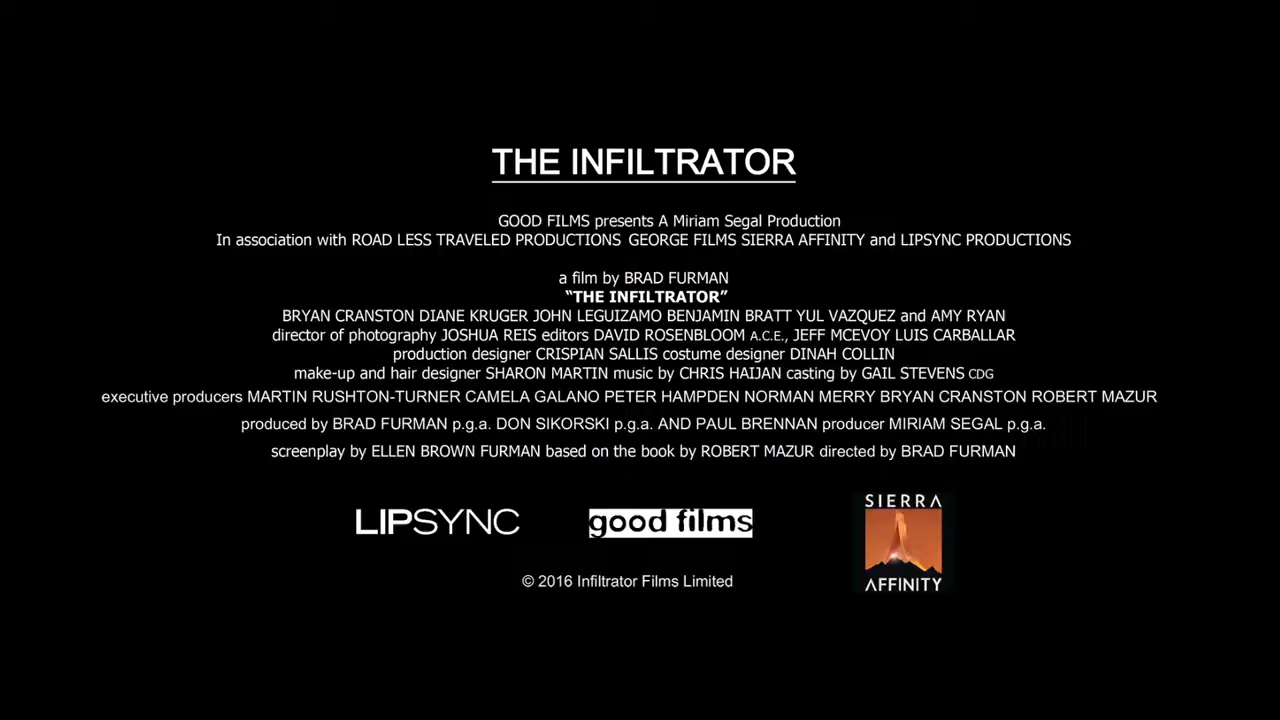 THE INFILTRATOR
GOOD FILMS presents A Miriam Segal Production
In association with ROAD LESS TRAVELED PRODUCTIONS GEORGE FILMS SIERRA AFFINITY and LIPSYNC PRODUCTIONS
a film by BRAD FURMAN
“THE INFILTRATOR”
BRYAN CRANSTON DIANE KRUGER JOHN LEGUIZAMO BENJAMIN BRATT YUL VAZQUEZ and AMY RYAN
director of photography JOSHUA REIS editors DAVID ROSENBLOOM A.C.E., JEFF MCEVOY LUIS CARBALLAR
production designer CRISPIAN SALLIS costume designer DINAH COLLIN
make-up and hair designer SHARON MARTIN music by CHRIS HAIJAN casting by GAIL STEVENS CDG
executive producers MARTIN RUSHTON-TURNER CAMELA GALANO PETER HAMPDEN NORMAN MERRY BRYAN CRANSTON ROBERT MAZUR
produced by BRAD FURMAN p.g.a. DON SIKORSKI p.g.a. AND PAUL BRENNAN producer MIRIAM SEGAL p.g.a.
screenplay by ELLEN BROWN FURMAN based on the book by ROBERT MAZUR directed by BRAD FURMAN
LIPSYNC
good films
SIERRA
AFFINITY
© 2016 Infiltrator Films Limited